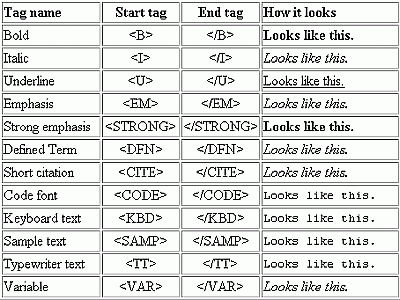 Tag name Start tag End tag How it looks
Bold <B> </B> Looks like this.
Italic <I> </I> Looks like this.
Underline <U> </U> Looks like this.
Emphasis <EM> </EM> Looks like this.
Strong emphasis <STRONG> </STRONG> Looks like this.
Defined Term <DFN> </DFN> Looks like this.
Short citation <CITE> </CITE> Looks like this.
Code font <CODE> </CODE> Looks like this.
Keyboard text <KBD> </KBD> Looks like this.
Sample text <SAMP> </SAMP> Looks like this.
Typewriter text <TT> </TT> Looks like this.
Variable <VAR> </VAR> Looks like this.